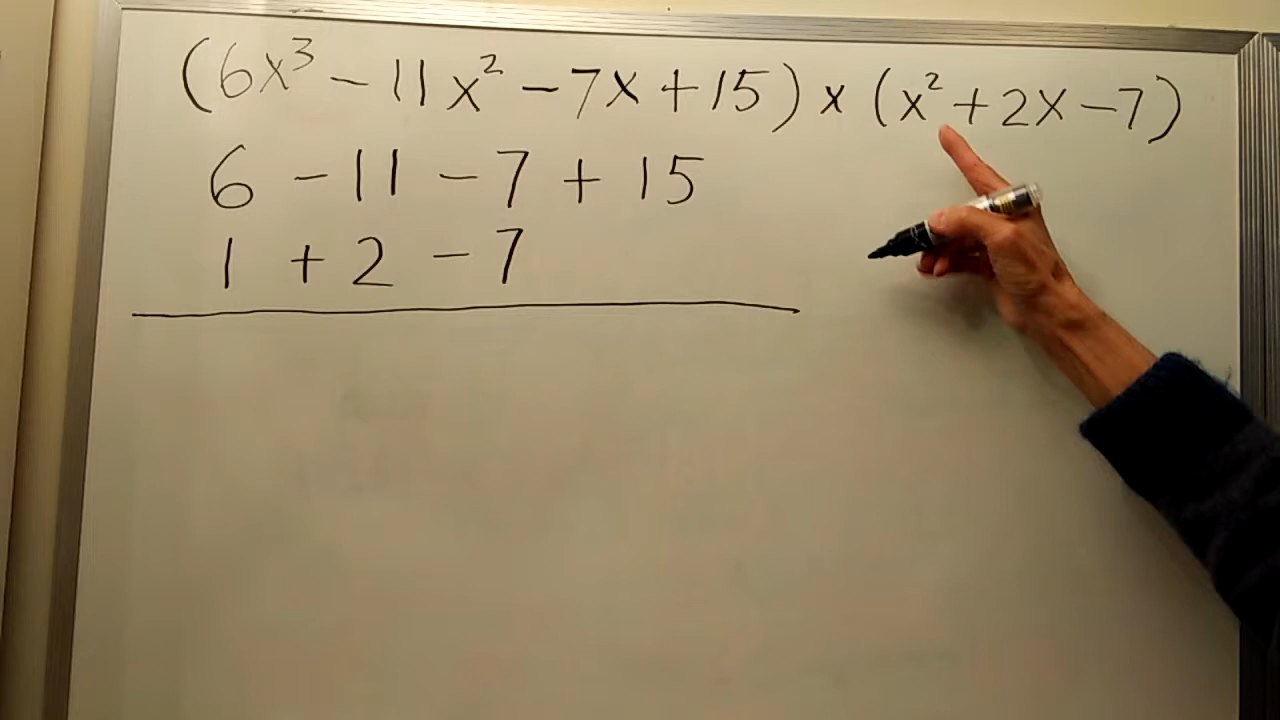 (6x³ - 11x² - 7x + 15) x (x² + 2x - 7)
6 - 11 - 7 + 15
1 + 2 - 7